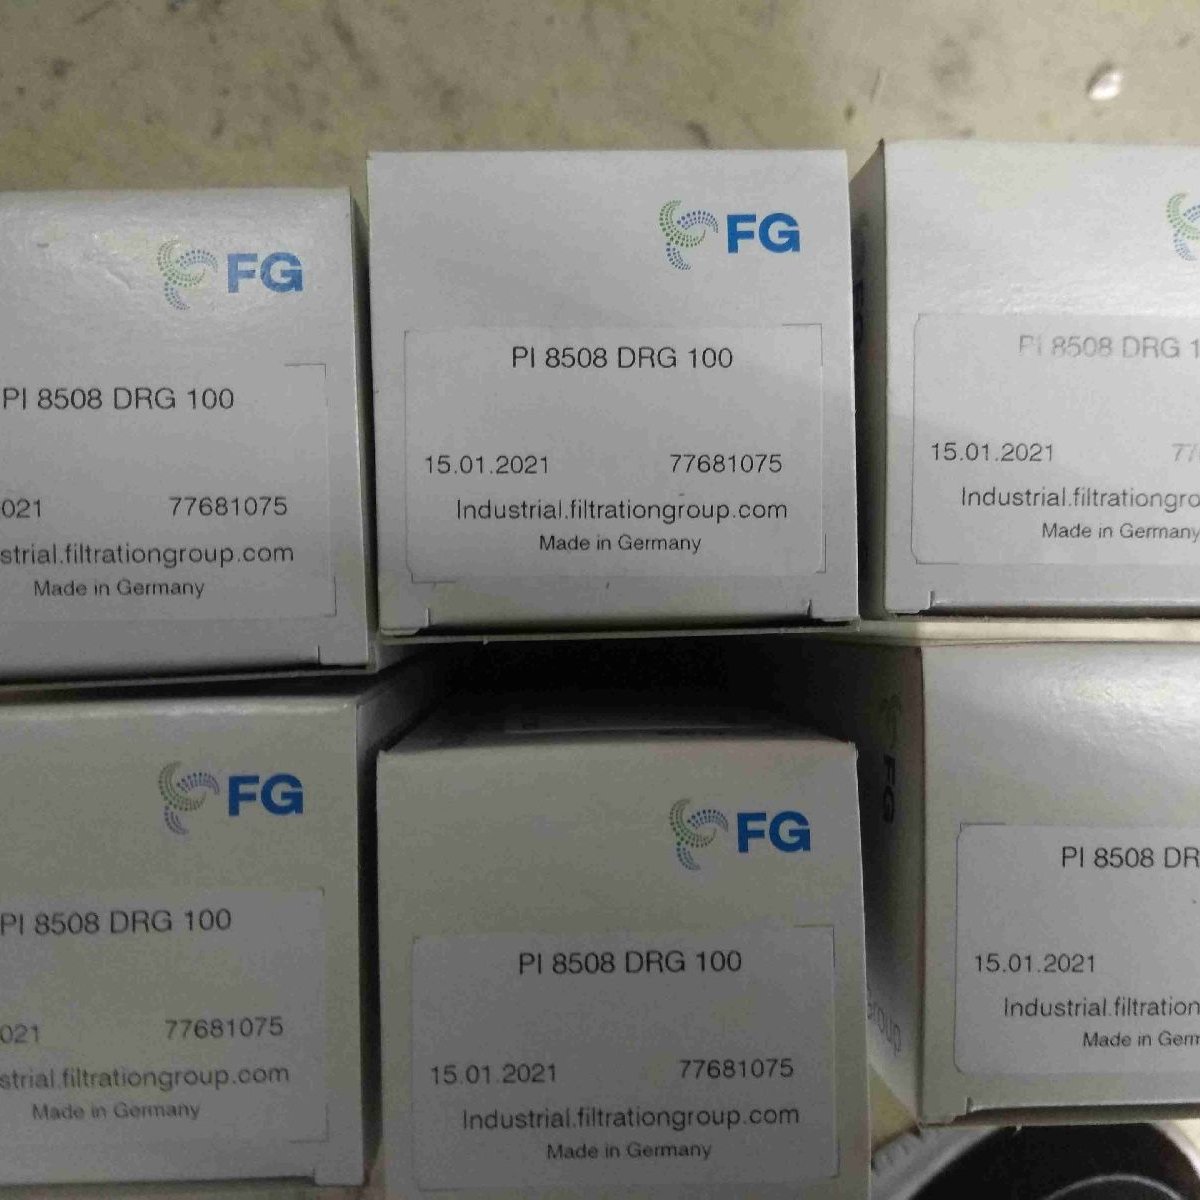 FG
PI 8508 DRG 100
021 77681075
strial.filtrationgroup.com
Made in Germany
FG
PI 8508 DRG 100
15.01.2021 77681075
Industrial.filtrationgroup.com
Made in Germany
PI 8508 DRG 1
15.01.2021 77
Industrial.filtrationgro
Made in Germany
FG
PI 8508 DRG 100
021 77681075
strial.filtrationgroup.com
Made in Germany
FG
PI 8508 DRG 100
15.01.2021 77681075
Industrial.filtrationgroup.com
Made in Germany
FG
group
PI 8508 DR
15.01.2021
Industrial.filtration
Made in Germ